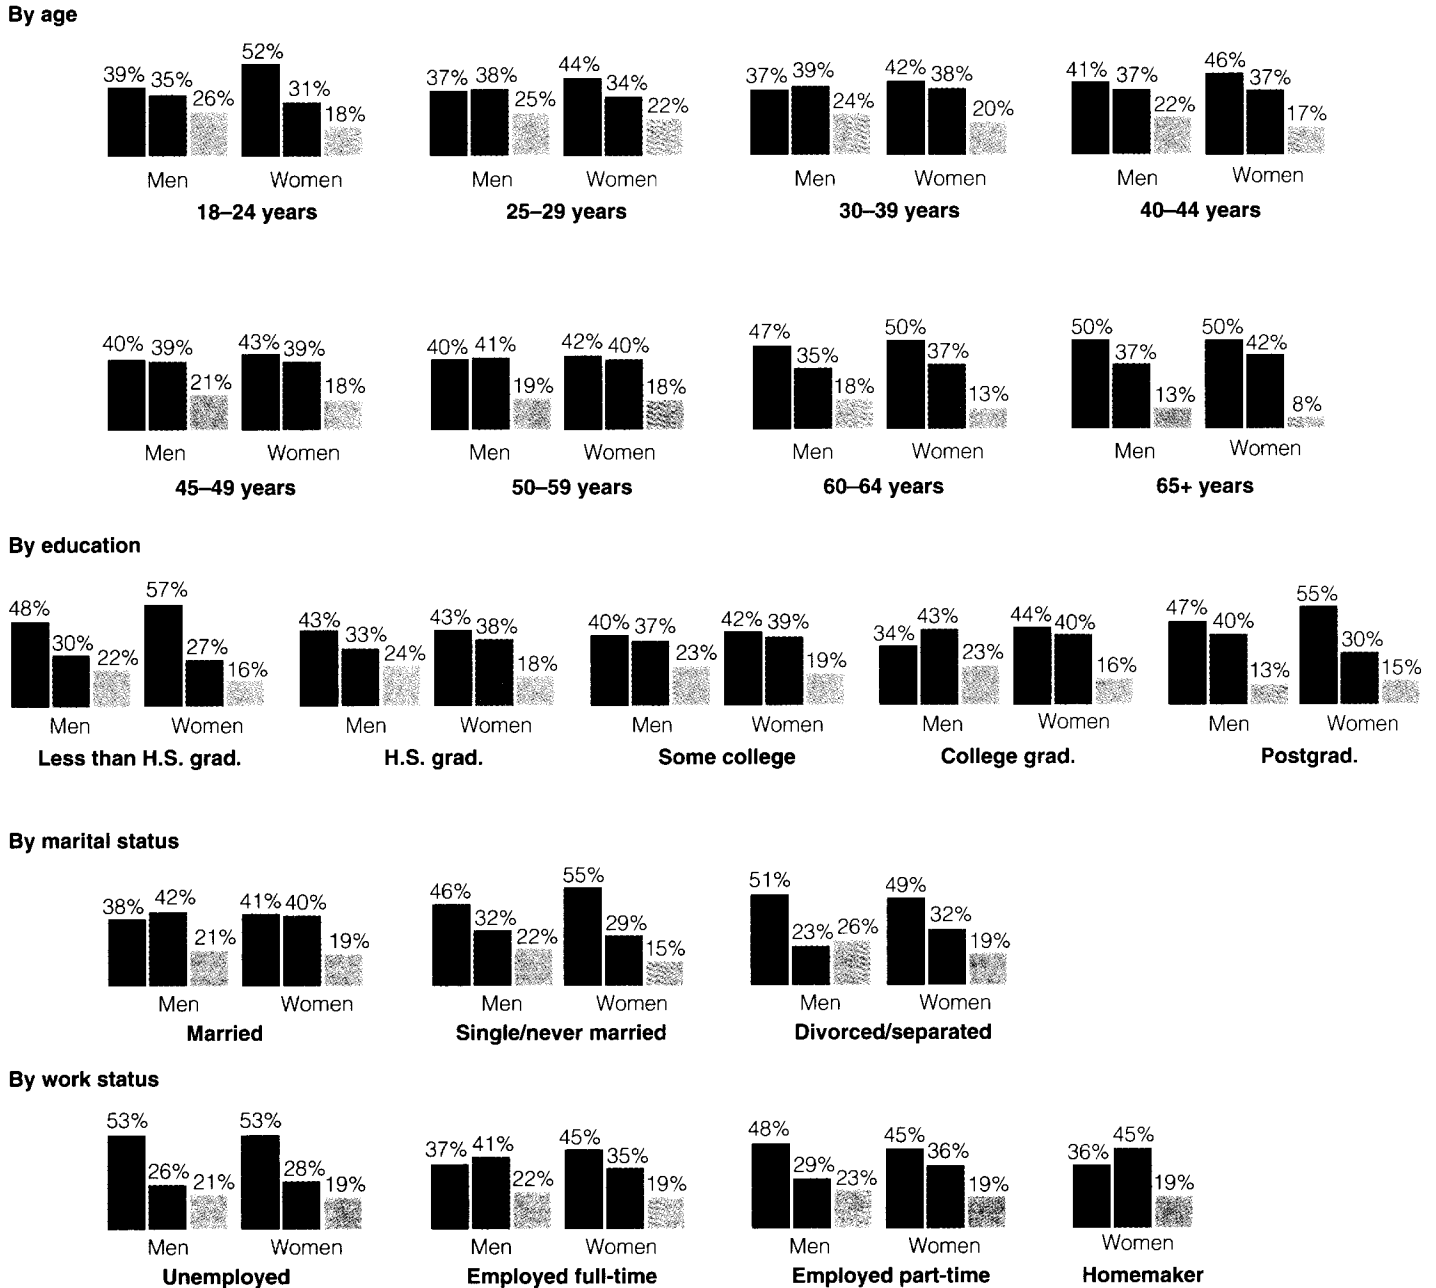 By age
39% 35% 26% 52% 31% 18%
37% 38% 25% 44% 34% 22%
37% 39% 24% 42% 38% 20%
41% 37% 22% 46% 37% 17%
Men Women Men Women Men Women Men Women
18–24 years 25–29 years 30–39 years 40–44 years
40% 39% 21% 43% 39% 18%
40% 41% 19% 42% 40% 18%
47% 35% 18% 50% 37% 13%
50% 37% 13% 50% 42% 8%
Men Women Men Women Men Women Men Women
45–49 years 50–59 years 60–64 years 65+ years
By education
48% 30% 22% 57% 27% 16%
43% 33% 24% 43% 38% 18%
40% 37% 23% 42% 39% 19%
34% 43% 23% 44% 40% 16%
47% 40% 13% 55% 30% 15%
Men Women Men Women Men Women Men Women Men Women
Less than H.S. grad. H.S. grad. Some college College grad. Postgrad.
By marital status
38% 42% 21% 41% 40% 19%
46% 32% 22% 55% 29% 15%
51% 23% 26% 49% 32% 19%
Men Women Men Women Men Women
Married Single/never married Divorced/separated
By work status
53% 26% 21% 53% 28% 19%
37% 41% 22% 45% 35% 19%
48% 29% 23% 45% 36% 19%
36% 45% 19%
Men Women Men Women Men Women Women
Unemployed Employed full-time Employed part-time Homemaker